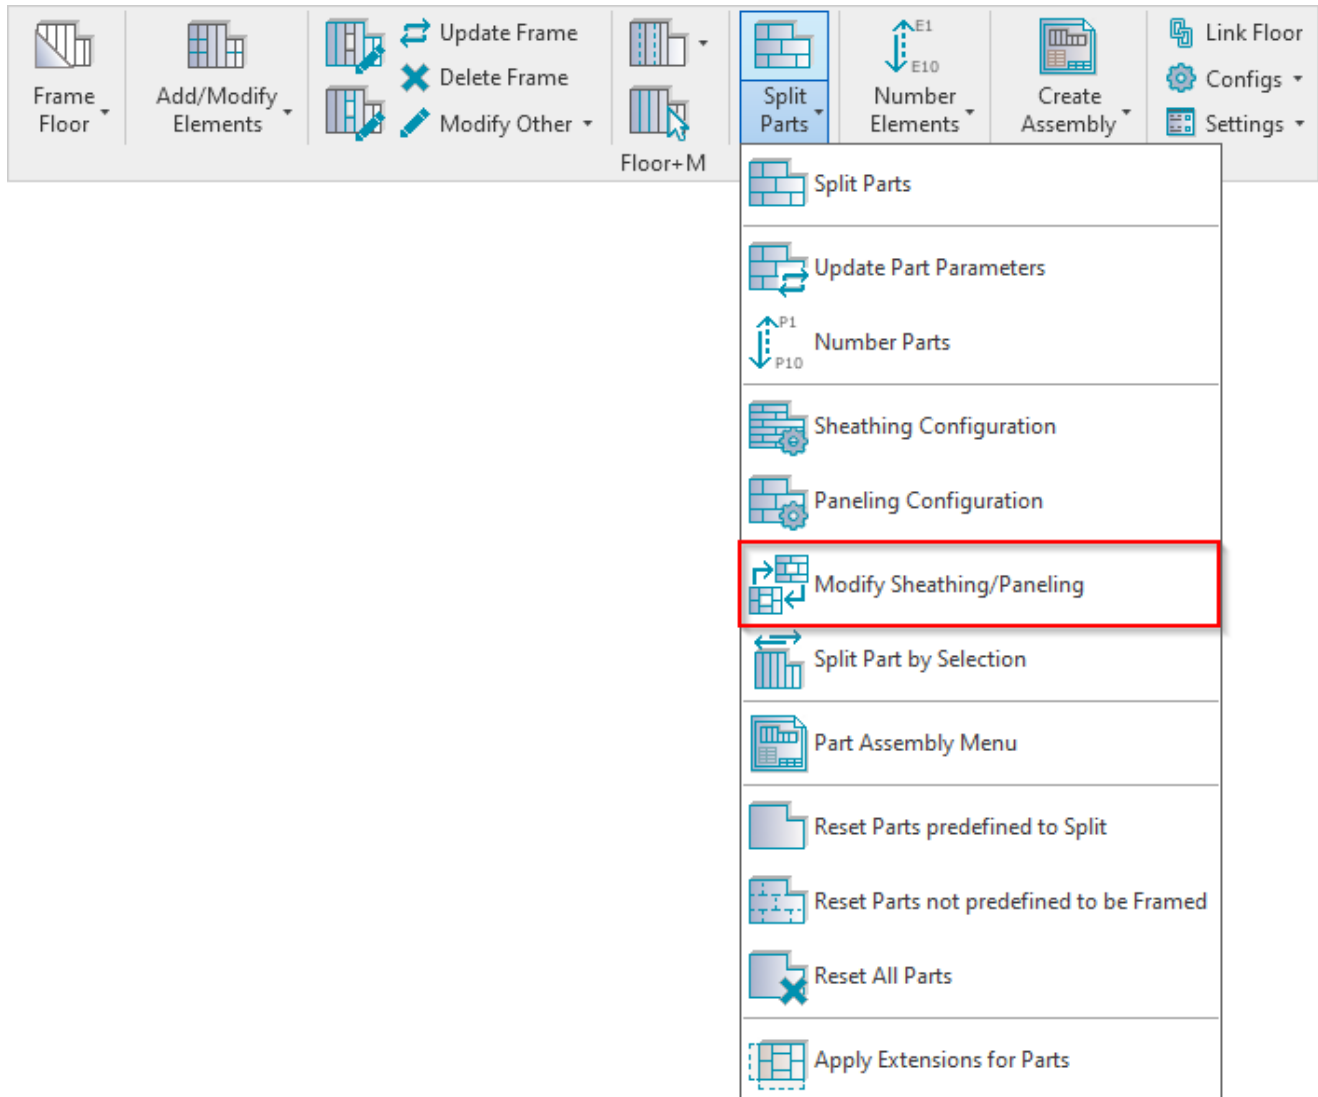 Frame
Floor
Add/Modify
Elements
Update Frame
Delete Frame
Modify Other
Floor+M
Split
Parts
E1
E10
Number
Elements
Create
Assembly
Link Floor
Configs
Settings
Split Parts
Update Part Parameters
P1
P10
Number Parts
Sheathing Configuration
Paneling Configuration
Modify Sheathing/Paneling
Split Part by Selection
Part Assembly Menu
Reset Parts predefined to Split
Reset Parts not predefined to be Framed
Reset All Parts
Apply Extensions for Parts